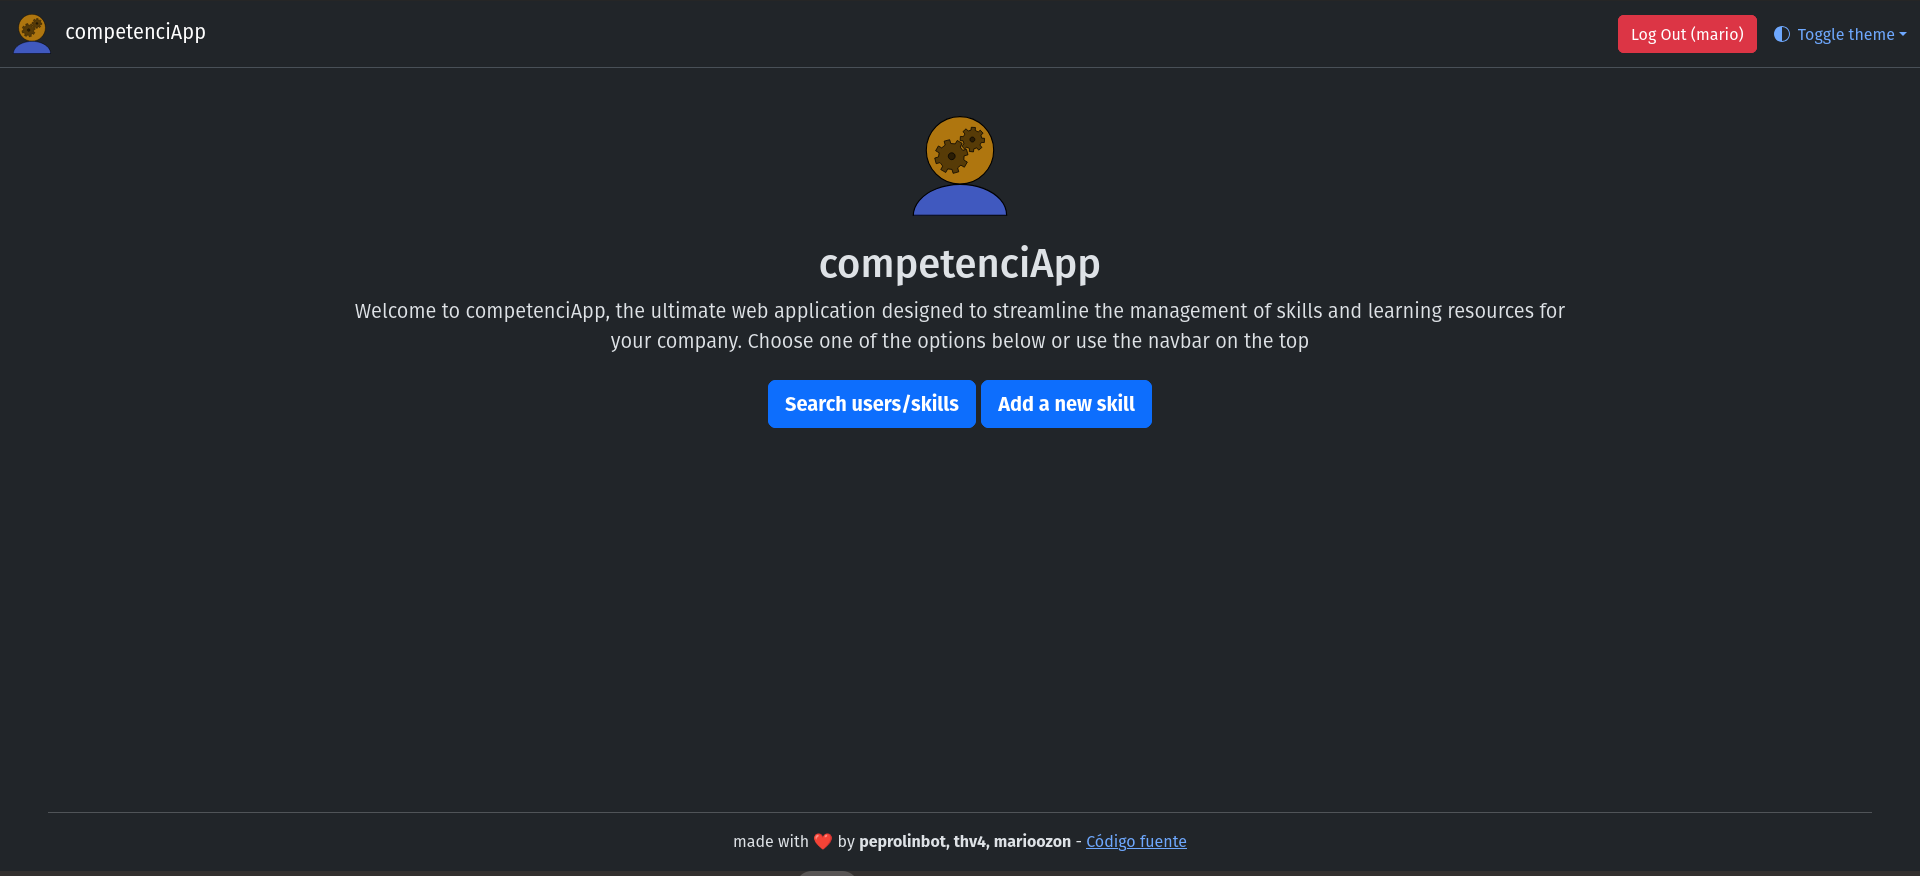 competenciApp
Log Out (mario)
Toggle theme
competenciApp
Welcome to competenciApp, the ultimate web application designed to streamline the management of skills and learning resources for
your company. Choose one of the options below or use the navbar on the top
Search users/skills
Add a new skill
made with ❤️ by peprolinbot, thv4, marioozon - Código fuente